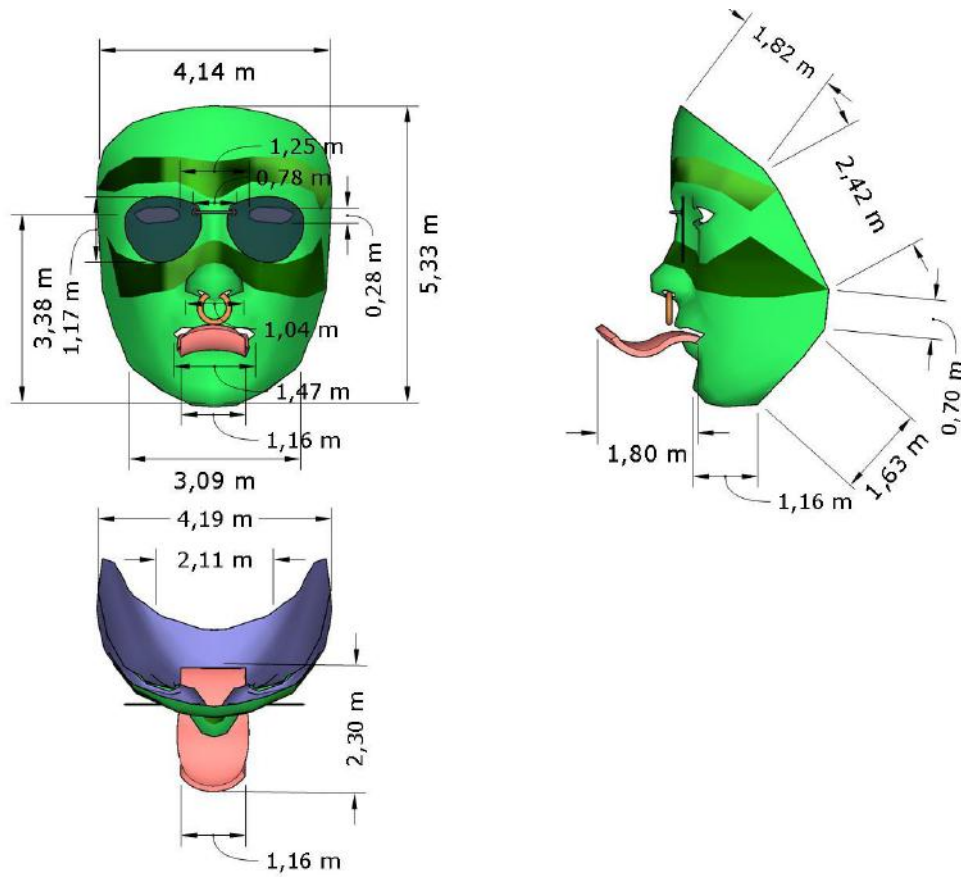 4,14 m
1,25 m
0,78 m
3,38 m
1,17 m
0,28 m
5,33 m
1,04 m
1,47 m
1,16 m
3,09 m
1,82 m
2,42 m
0,70 m
1,63 m
1,80 m
1,16 m
4,19 m
2,11 m
2,30 m
1,16 m